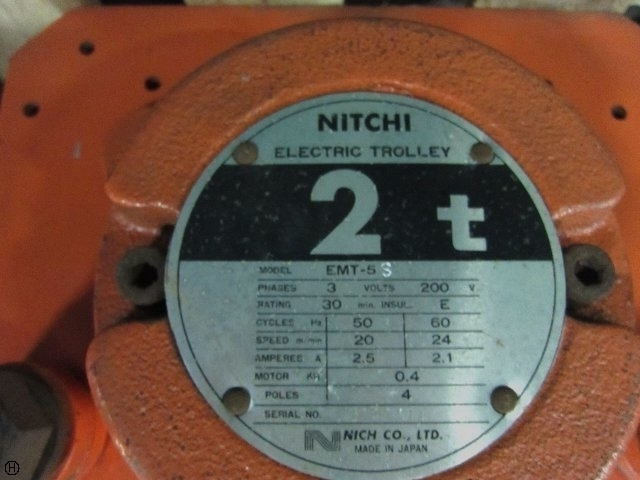 NITCHI
ELECTRIC TROLLEY
2 t
MODEL EMT-5 S
PHASES 3 VOLTS 200 V
RATING 30 min. INSUL. E
CYCLES Hz 50 60
SPEED m/min 20 24
AMPERES A 2.5 2.1
MOTOR KW 0.4
POLES 4
SERIAL NO.
N NICH CO., LTD.
MADE IN JAPAN
H